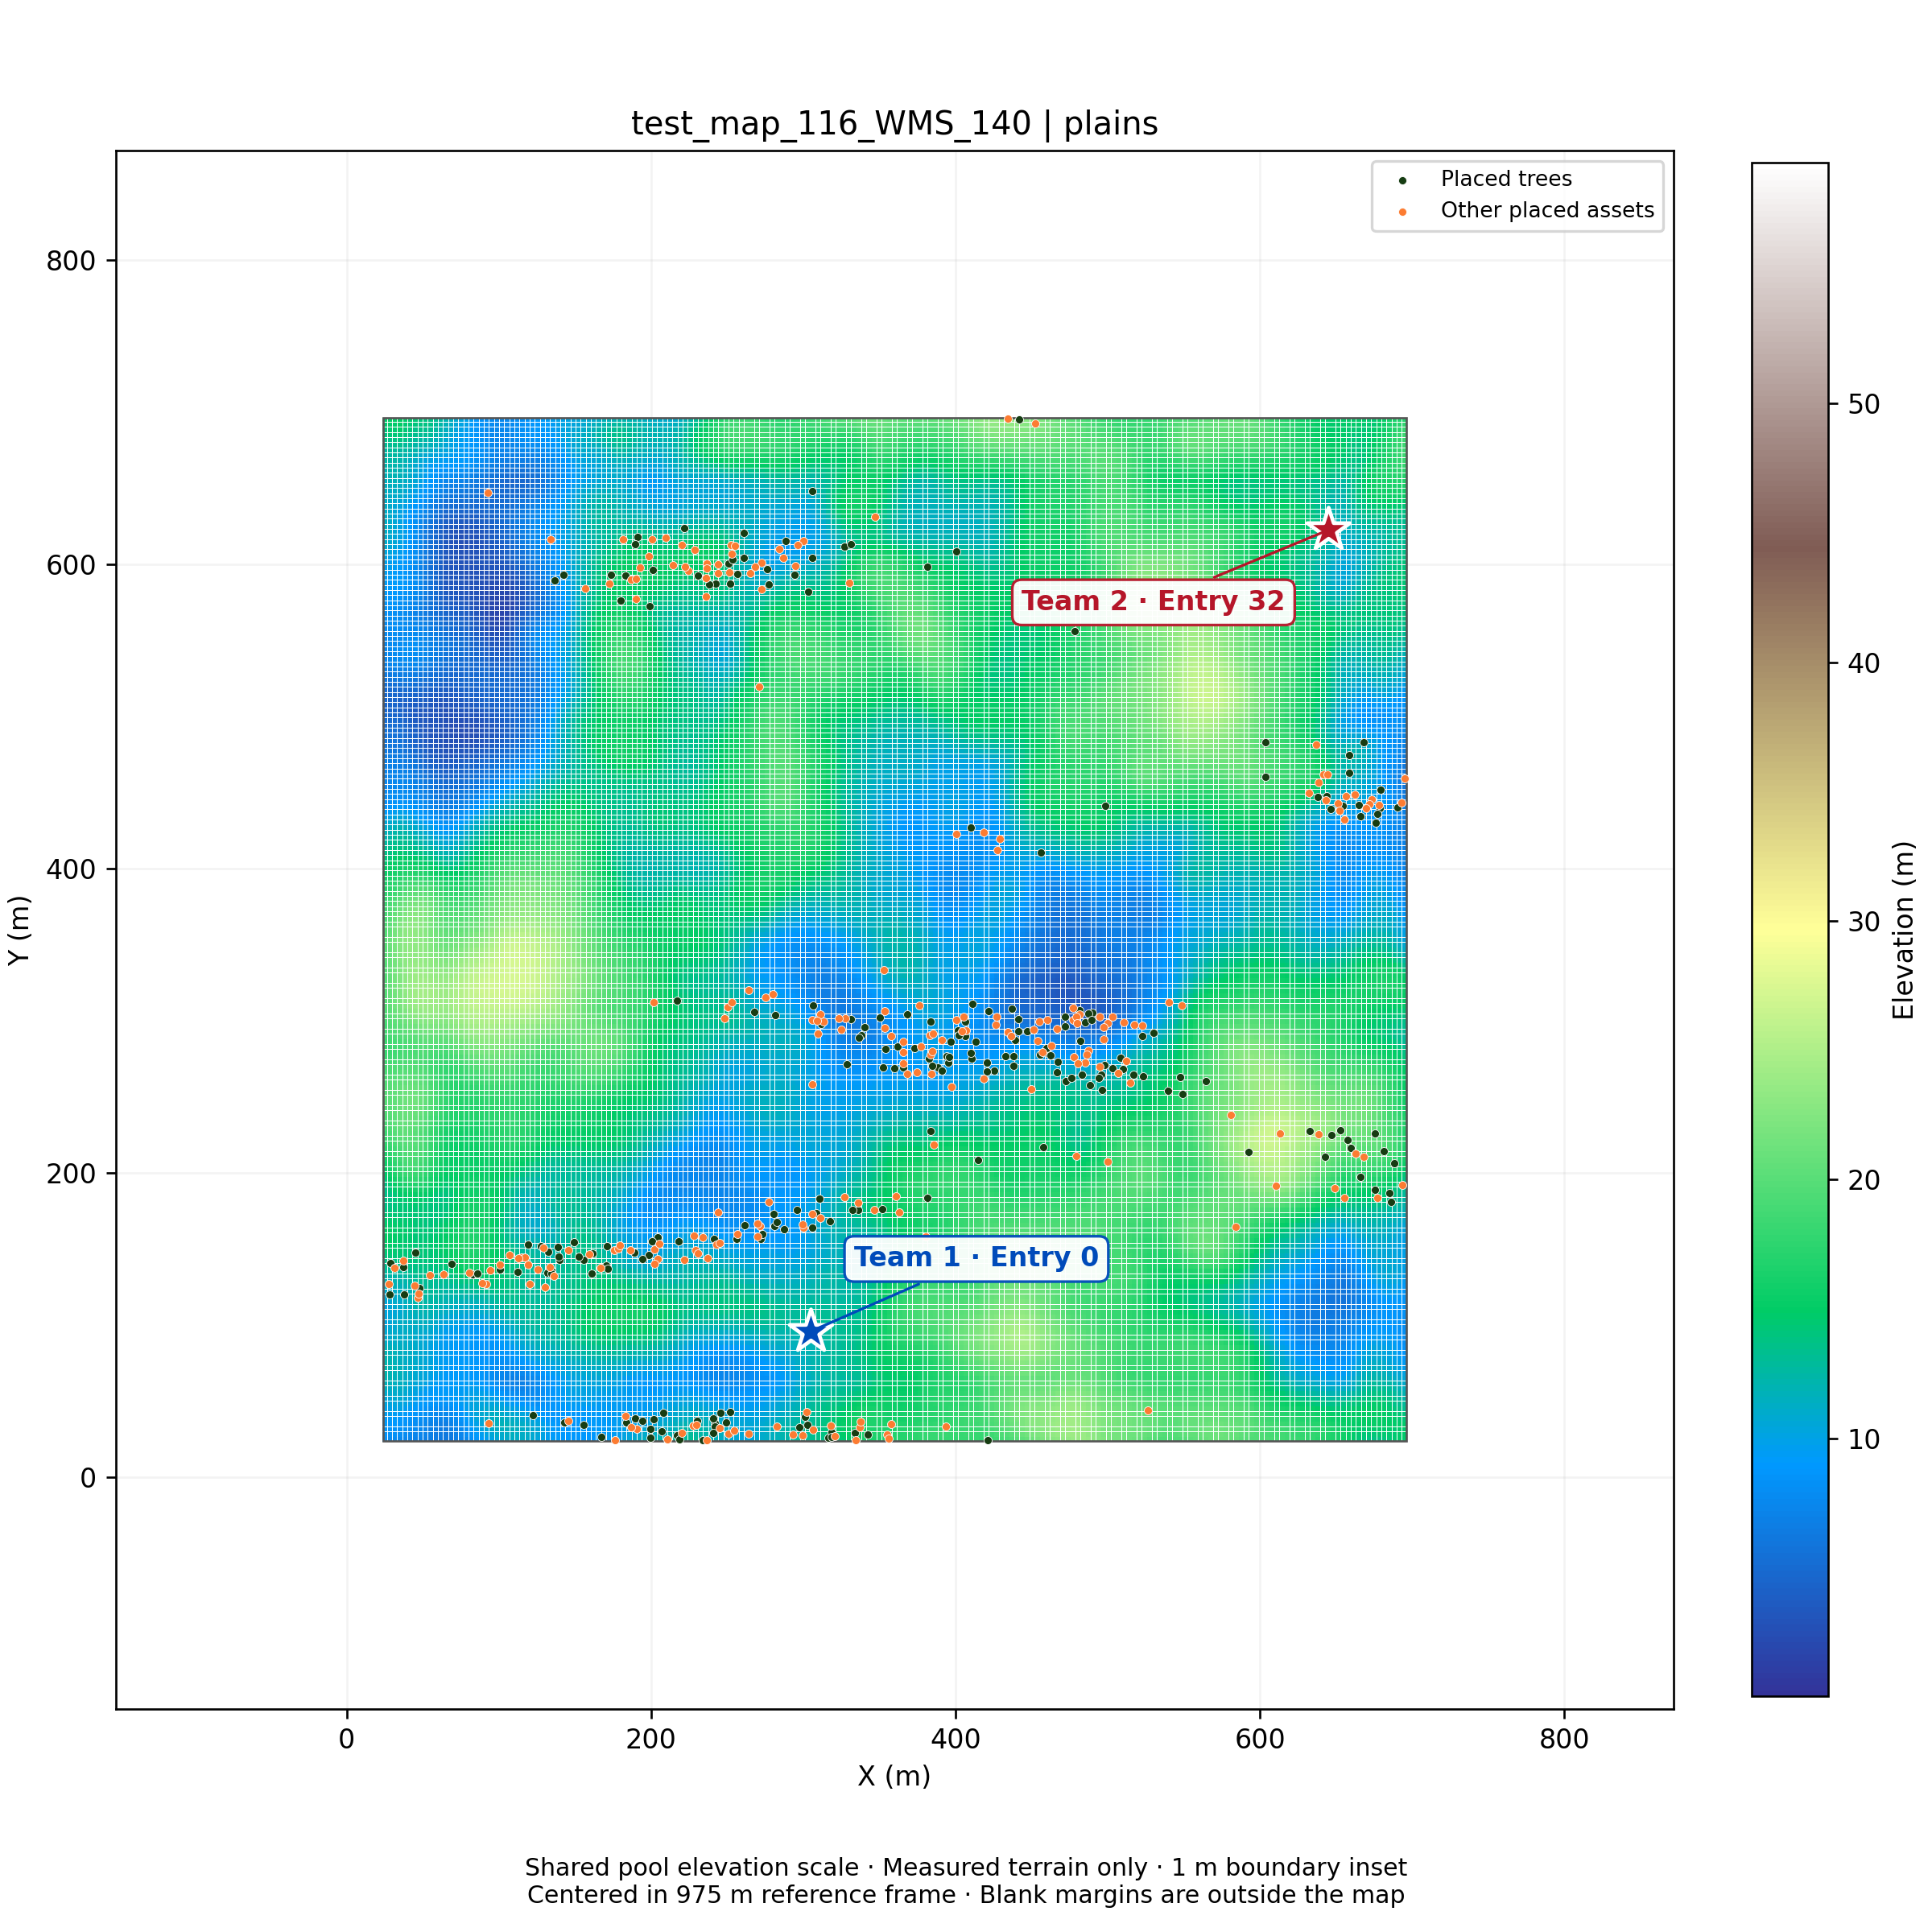 test_map_116_WMS_140 | plains
Placed trees
Other placed assets
800
600
400
200
0
Y (m)
0
200
400
600
800
X (m)
Team 2 · Entry 32
Team 1 · Entry 0
50
40
30
20
10
Elevation (m)
Shared pool elevation scale · Measured terrain only · 1 m boundary inset
Centered in 975 m reference frame · Blank margins are outside the map